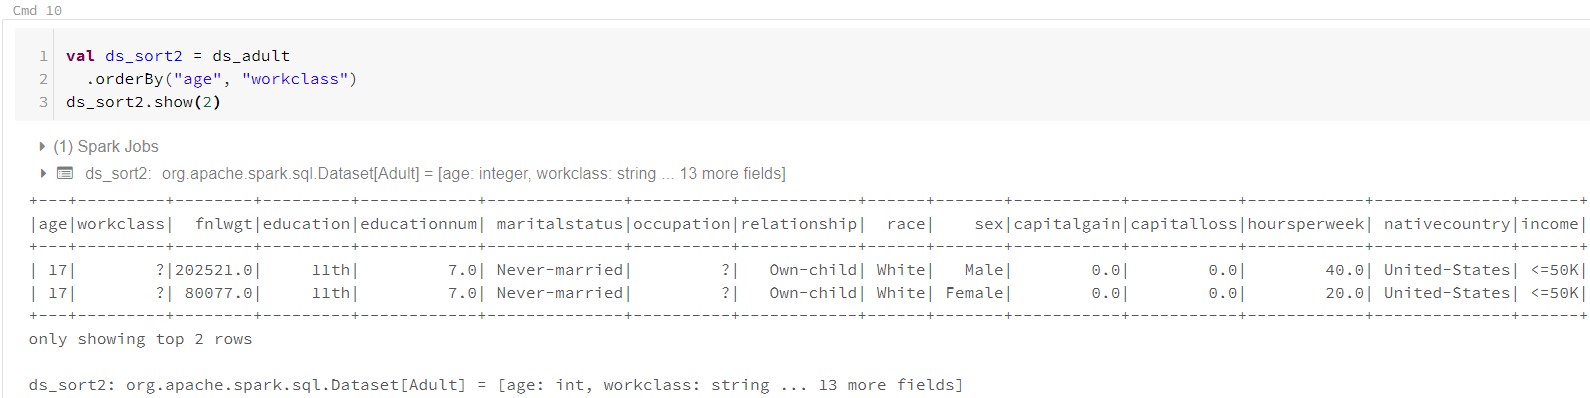 Cmd 10
1 val ds_sort2 = ds_adult
2   .orderBy("age", "workclass")
3 ds_sort2.show(2)
(1) Spark Jobs
ds_sort2: org.apache.spark.sql.Dataset[Adult] = [age: integer, workclass: string ... 13 more fields]
+---+---------+--------+---------+------------+--------------+----------+------------+------+-------+-----------+-----------+------------+--------------+------+
|age|workclass|  fnlwgt|education|educationnum| maritalstatus|occupation|relationship|  race|    sex|capitalgain|capitalloss|hoursperweek| nativecountry|income|
+---+---------+--------+---------+------------+--------------+----------+------------+------+-------+-----------+-----------+------------+--------------+------+
| 17|        ?|202521.0|     11th|         7.0| Never-married|         ?|   Own-child| White|   Male|        0.0|        0.0|        40.0| United-States| <=50K|
| 17|        ?| 80077.0|     11th|         7.0| Never-married|         ?|   Own-child| White| Female|        0.0|        0.0|        20.0| United-States| <=50K|
+---+---------+--------+---------+------------+--------------+----------+------------+------+-------+-----------+-----------+------------+--------------+------+
only showing top 2 rows
ds_sort2: org.apache.spark.sql.Dataset[Adult] = [age: int, workclass: string ... 13 more fields]